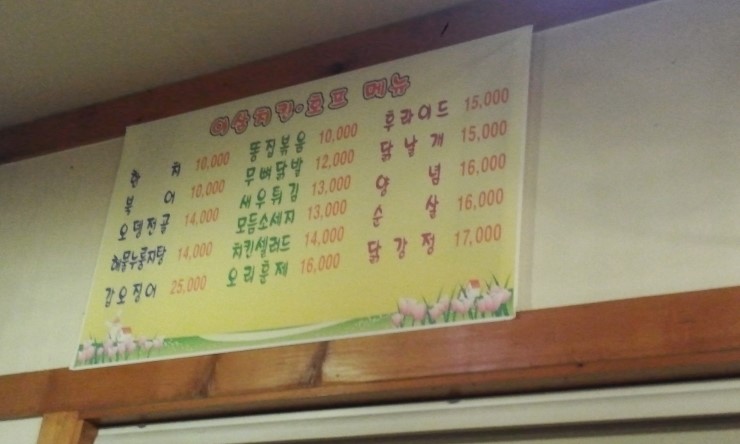 치킨·호프 메뉴
한 치 10,000
북 어 10,000
오뎅전골 14,000
해물누룽지탕 14,000
갑오징어 25,000
똥집볶음 10,000
무뼈닭발 12,000
새우튀김 13,000
모듬소세지 13,000
치킨셀러드 14,000
오리훈제 16,000
후라이드 15,000
닭날개 15,000
양 념 16,000
순 살 16,000
닭강정 17,000